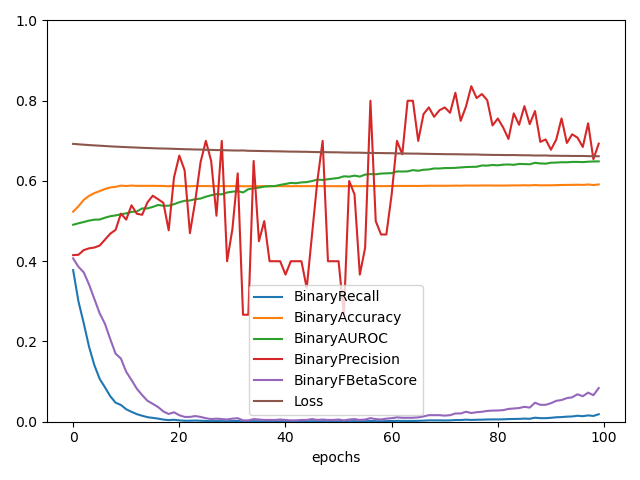 1.0
0.8
0.6
0.4
0.2
0.0
BinaryRecall
BinaryAccuracy
BinaryAUROC
BinaryPrecision
BinaryFBetaScore
Loss
0 20 40 60 80 100
epochs